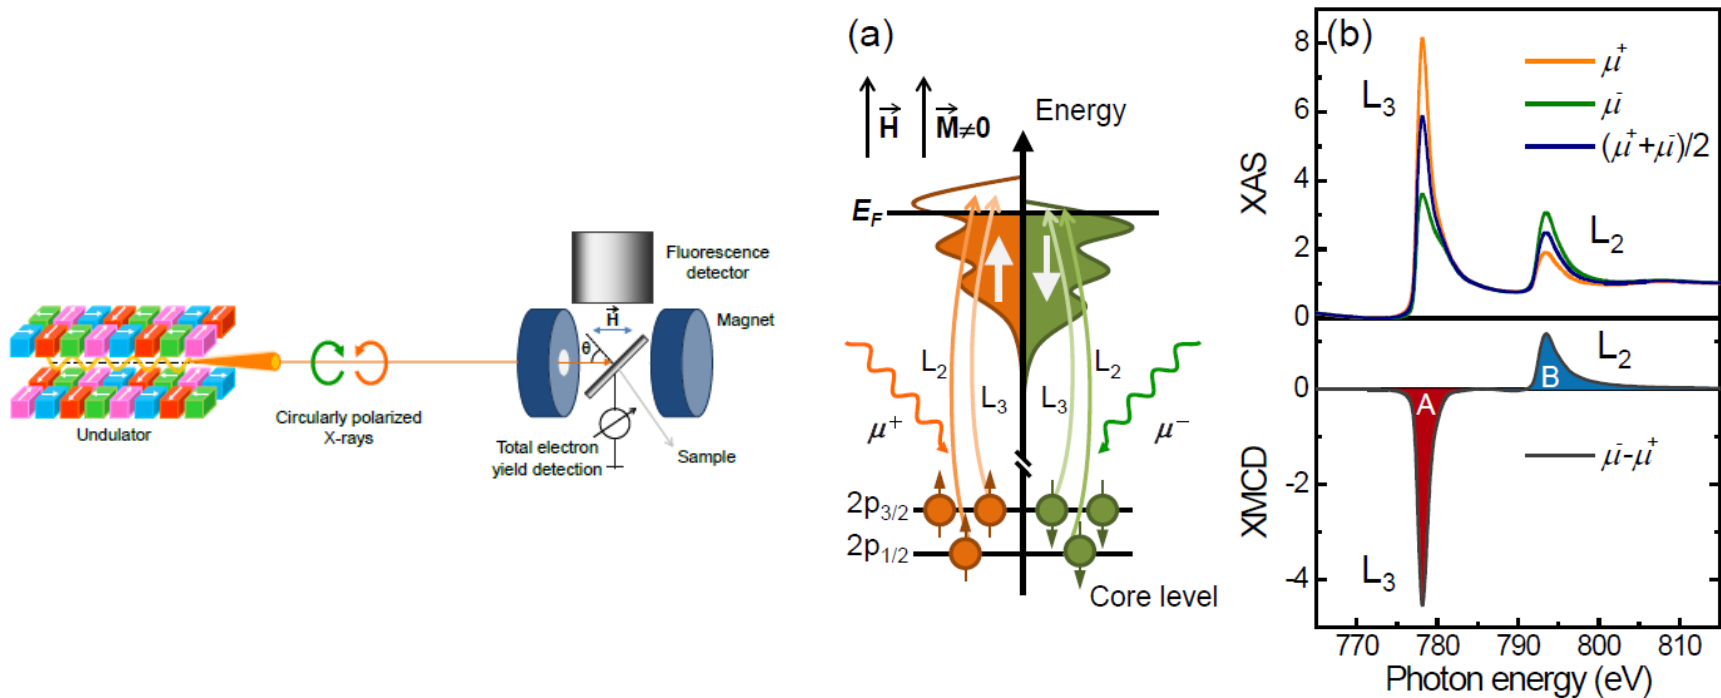 Undulator
Circularly polarized
X-rays
Fluorescence
detector
H⃗
Magnet
θ
Total electron
yield detection
Sample
(a)
H⃗
M⃗≠0
Energy
E_F
L₂
L₃
L₃
L₂
μ⁺
μ⁻
2p₃/₂
2p₁/₂
Core level
(b)
XAS
8
6
4
2
0
L₃
L₂
μ⁺
μ⁻
(μ⁺+μ⁻)/2
XMCD
0
-2
-4
L₂
B
A
L₃
μ⁻-μ⁺
770 780 790 800 810
Photon energy (eV)